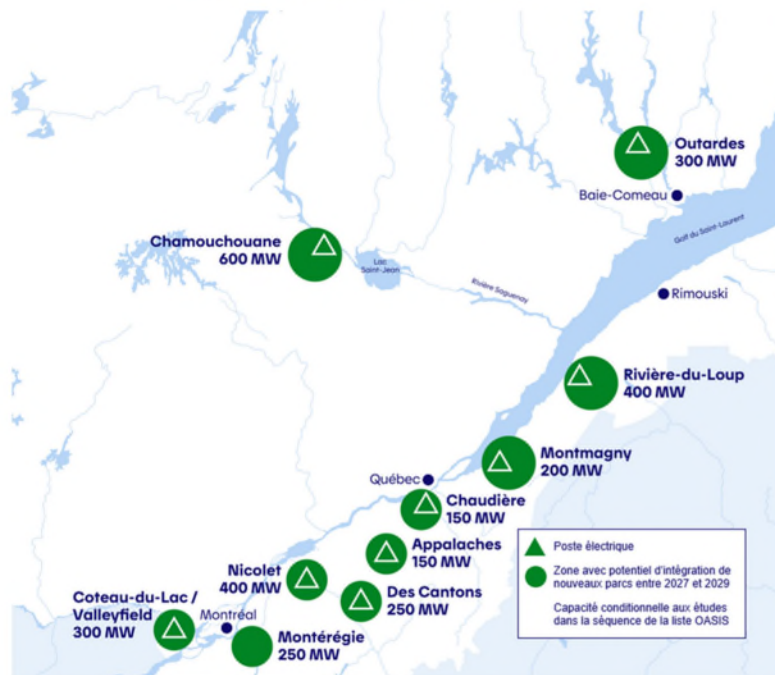 Outardes
300 MW
Baie-Comeau
Golf du Saint-Laurent
Chamouchouane
600 MW
Lac
Saint-Jean
Rivière Saguenay
Rimouski
Rivière-du-Loup
400 MW
Montmagny
200 MW
Québec
Chaudière
150 MW
Appalaches
150 MW
Nicolet
400 MW
Des Cantons
250 MW
Coteau-du-Lac /
Valleyfield
300 MW
Montréal
Montérégie
250 MW
Poste électrique
Zone avec potentiel d'intégration de
nouveaux parcs entre 2027 et 2029
Capacité conditionnelle aux études
dans la séquence de la liste OASIS